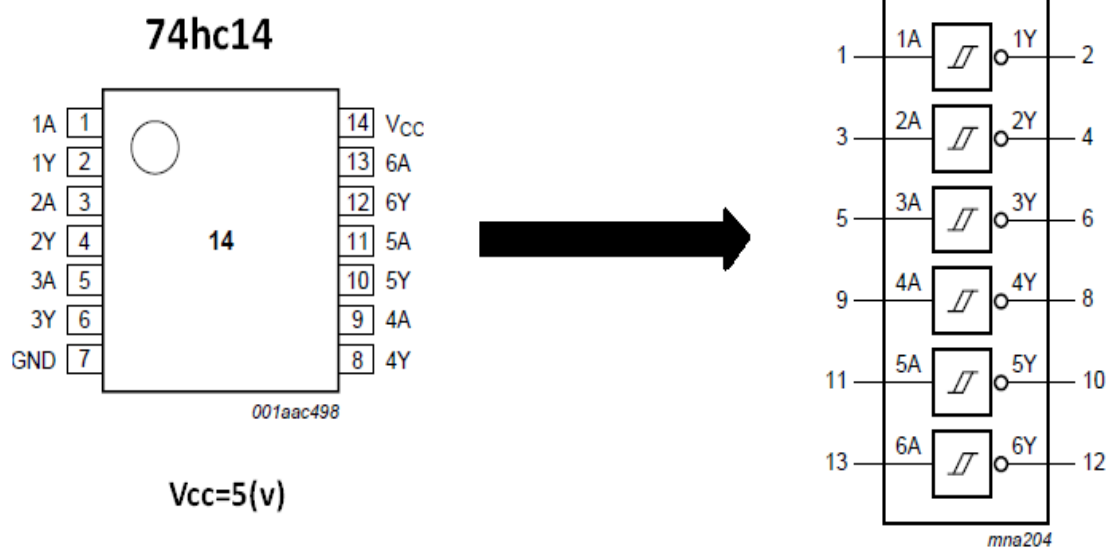 74hc14
1A 1 14 VCC
1Y 2 13 6A
2A 3 12 6Y
2Y 4 14 11 5A
3A 5 10 5Y
3Y 6 9 4A
GND 7 8 4Y
001aac498
Vcc=5(v)
1 1A 1Y 2
3 2A 2Y 4
5 3A 3Y 6
9 4A 4Y 8
11 5A 5Y 10
13 6A 6Y 12
mna204